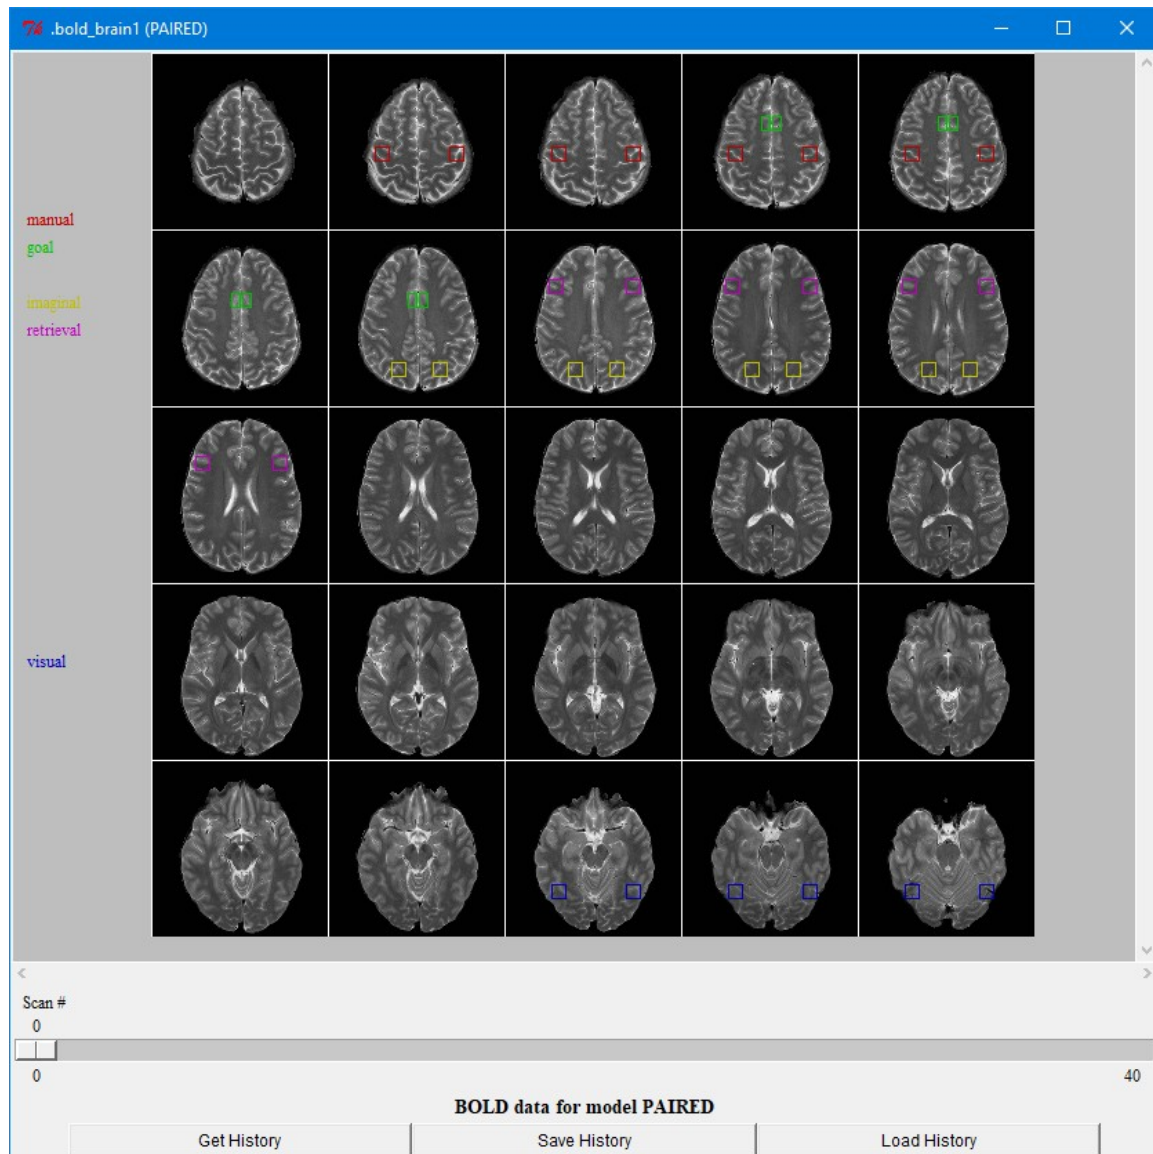 .bold_brain1 (PAIRED)
manual
goal
imaginal
retrieval
visual
Scan #
0
0 40
BOLD data for model PAIRED
Get History Save History Load History